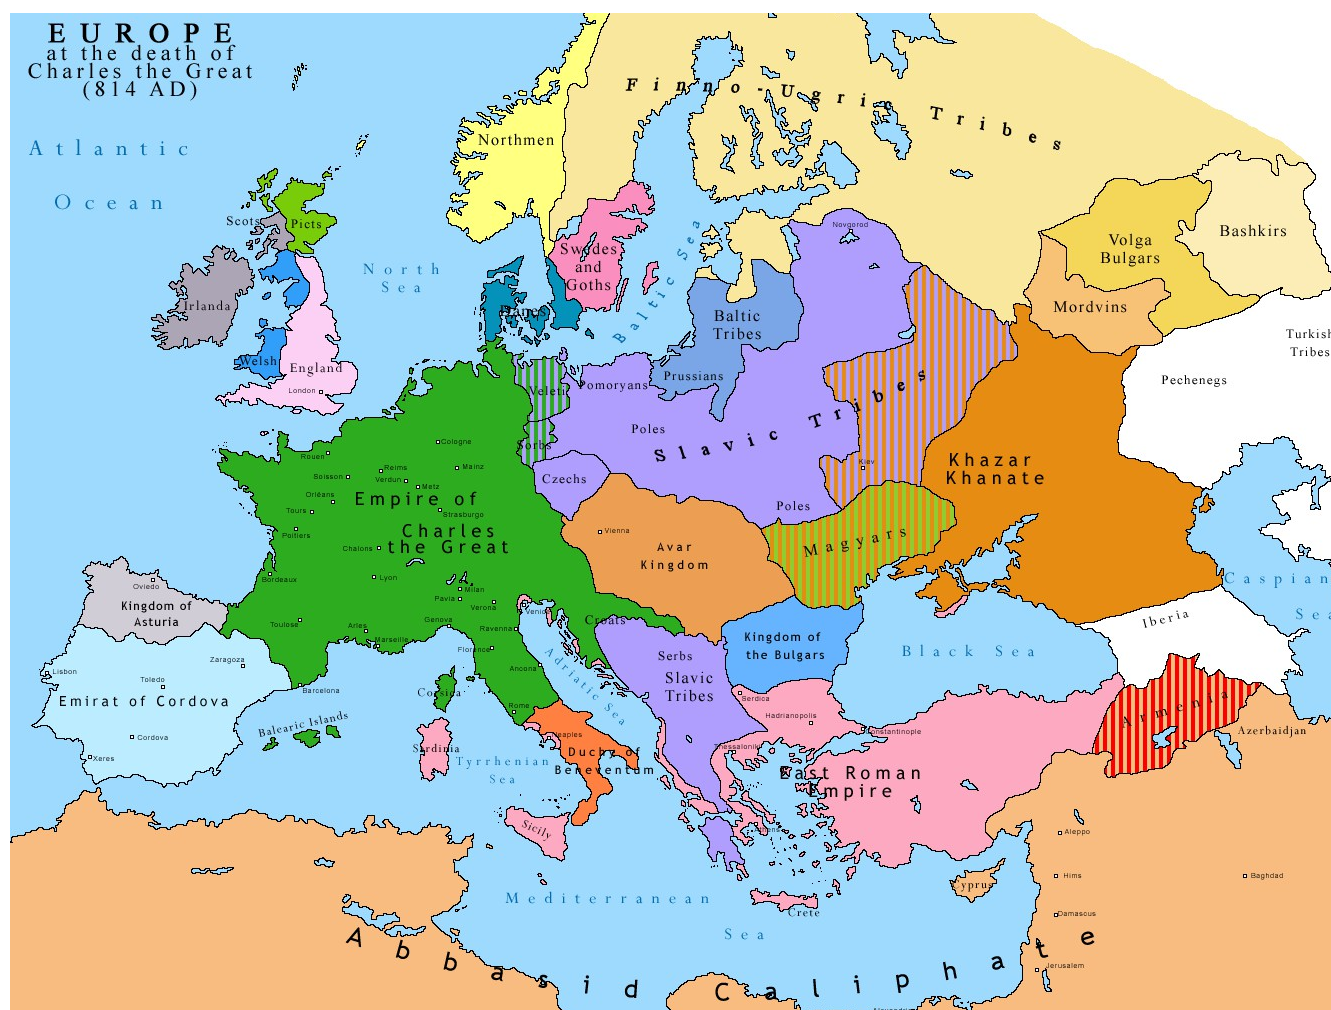 EUROPE
at the death of
Charles the Great
(814 AD)
Atlantic
Ocean
Finno-Ugric Tribes
Northmen
Scots
Picts
North
Sea
Irlanda
Welsh
England
London
Swedes
and
Goths
Danes
Baltic Sea
Novgorod
Volga
Bulgars
Bashkirs
Mordvins
Turkish
Tribes
Pechenegs
Baltic
Tribes
Prussians
Pomoryans
Veleti
Sorbs
Poles
Slavic Tribes
Czechs
Poles
Kiev
Khazar
Khanate
Magyars
Cologne
Rouen
Reims
Mainz
Boisson
Verdun
Metz
Orléans
Empire of
Charles
the Great
Tours
Strasburgo
Poitiers
Chalons
Lyon
Bordeaux
Milan
Pavia
Verona
Venice
Genova
Ravenna
Toulose
Arles
Marseille
Florence
Ancona
Rome
Vienna
Avar
Kingdom
Croats
Serbs
Slavic
Tribes
Kingdom of
the Bulgars
Black Sea
Iberia
Caspian
Sea
Oviedo
Kingdom of
Asturia
Zaragoza
Lisbon
Toledo
Emirat of Cordova
Barcelona
Cordova
Xeres
Balearic Islands
Corsica
Sardinia
Adriatic Sea
Tyrrhenian
Sea
Neaples
Duchy of
Beneventum
Sicily
Serdica
Hadrianopolis
Constantinople
Thessalonik
East Roman
Empire
Athens
Armenia
Azerbaidjan
Aleppo
Hims
Baghdad
Damascus
Jerusalem
Cyprus
Crete
Mediterranean
Sea
Abbasid Caliphate